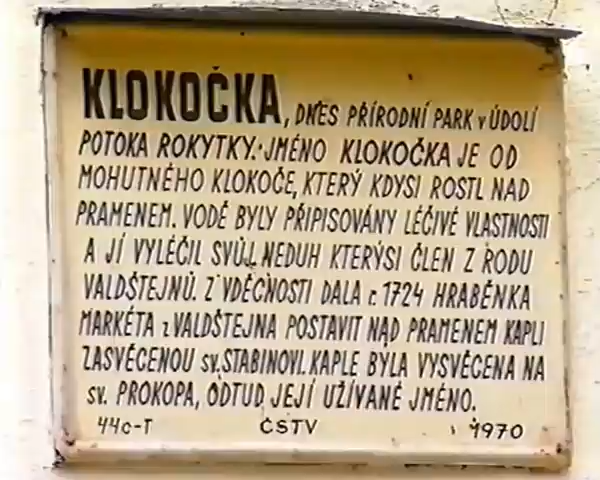 KLOKOČKA, DNES PŘÍRODNÍ PARK v ÚDOLÍ
POTOKA ROKYTKY. JMÉNO KLOKOČKA JE OD
MOHUTNÉHO KLOKOČE, KTERÝ KDYSI ROSTL NAD
PRAMENEM. VODĚ BYLY PŘIPISOVÁNY LÉČIVÉ VLASTNOSTI
A JÍ VYLÉČIL SVŮJ NEDUH KTERÝSI ČLEN Z RODU
VALDŠTEJNŮ. Z VDĚČNOSTI DALA r. 1724 HRABĚNKA
MARKÉTA z VALDŠTEJNA POSTAVIT NAD PRAMENEM KAPLI
ZASVĚCENOU sv. STABINOVI. KAPLE BYLA VYSVĚCENA NA
sv. PROKOPA, ODTUD JEJÍ UŽÍVANÉ JMÉNO.
44c-T ČSTV 1970